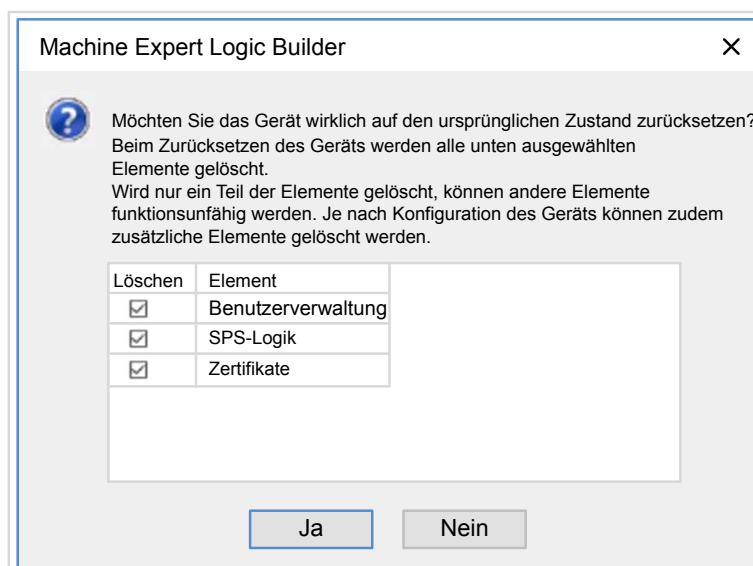 Machine Expert Logic Builder
Möchten Sie das Gerät wirklich auf den ursprünglichen Zustand zurücksetzen?
Beim Zurücksetzen des Geräts werden alle unten ausgewählten
Elemente gelöscht.
Wird nur ein Teil der Elemente gelöscht, können andere Elemente
funktionsunfähig werden. Je nach Konfiguration des Geräts können zudem
zusätzliche Elemente gelöscht werden.
Löschen Element
Benutzerverwaltung
SPS-Logik
Zertifikate
Ja Nein